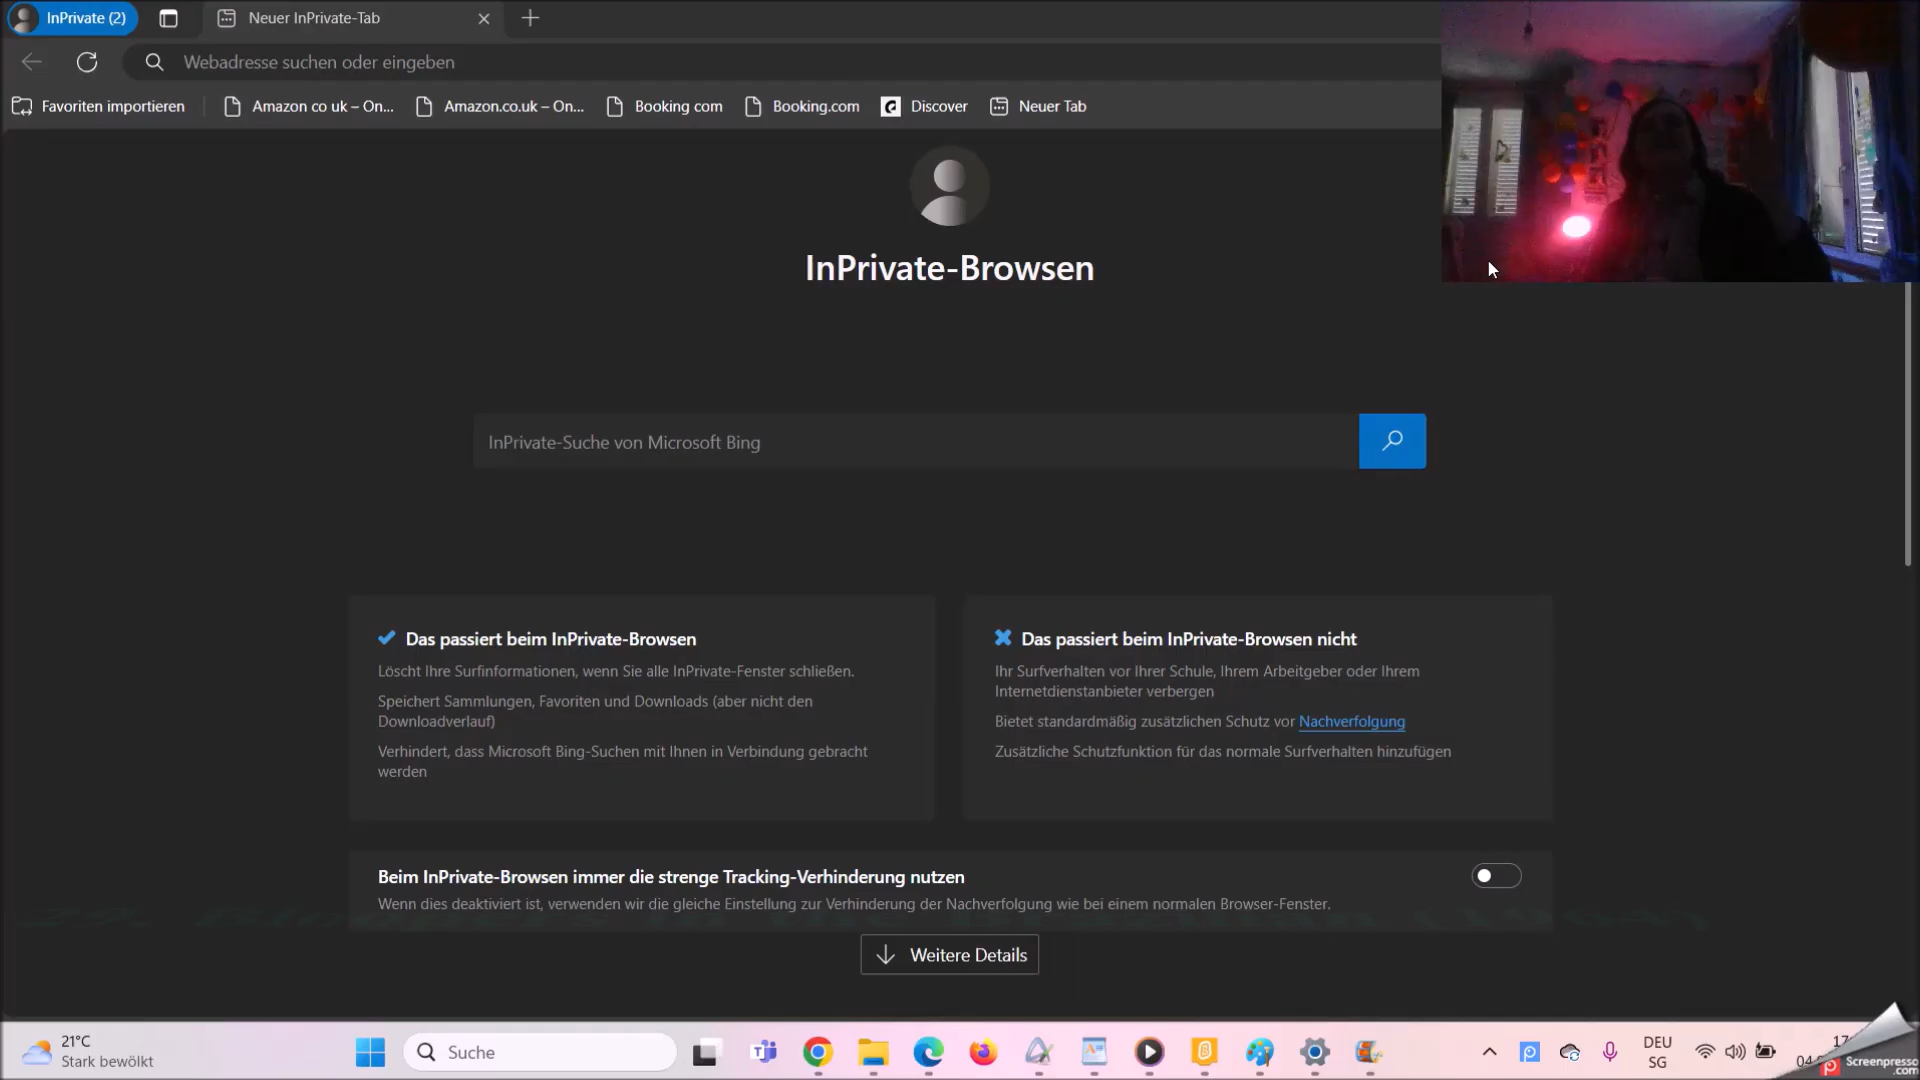 InPrivate (2)
Neuer InPrivate-Tab
Webadresse suchen oder eingeben
Favoriten importieren
Amazon co uk – On...
Amazon.co.uk – On...
Booking com
Booking.com
Discover
Neuer Tab
InPrivate-Browsen
InPrivate-Suche von Microsoft Bing
Das passiert beim InPrivate-Browsen
Löscht Ihre Surfinformationen, wenn Sie alle InPrivate-Fenster schließen.
Speichert Sammlungen, Favoriten und Downloads (aber nicht den
Downloadverlauf)
Verhindert, dass Microsoft Bing-Suchen mit Ihnen in Verbindung gebracht
werden
Das passiert beim InPrivate-Browsen nicht
Ihr Surfverhalten vor Ihrer Schule, Ihrem Arbeitgeber oder Ihrem
Internetdienstanbieter verbergen
Bietet standardmäßig zusätzlichen Schutz vor Nachverfolgung
Zusätzliche Schutzfunktion für das normale Surfverhalten hinzufügen
Beim InPrivate-Browsen immer die strenge Tracking-Verhinderung nutzen
Wenn dies deaktiviert ist, verwenden wir die gleiche Einstellung zur Verhinderung der Nachverfolgung wie bei einem normalen Browser-Fenster.
Weitere Details
21°C
Stark bewölkt
Suche
DEU
SG
17
04
Screenpresso
.com